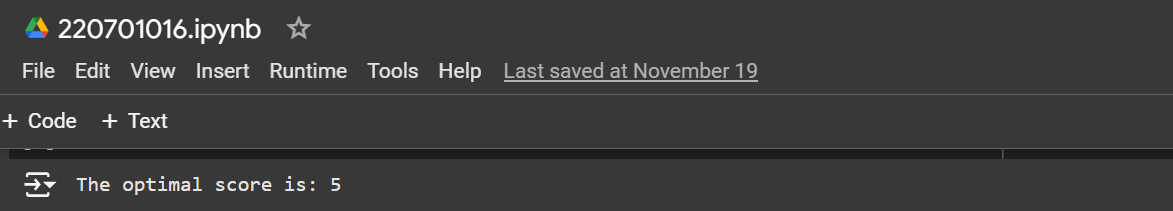 220701016.ipynb
File Edit View Insert Runtime Tools Help Last saved at November 19
+ Code + Text
The optimal score is: 5